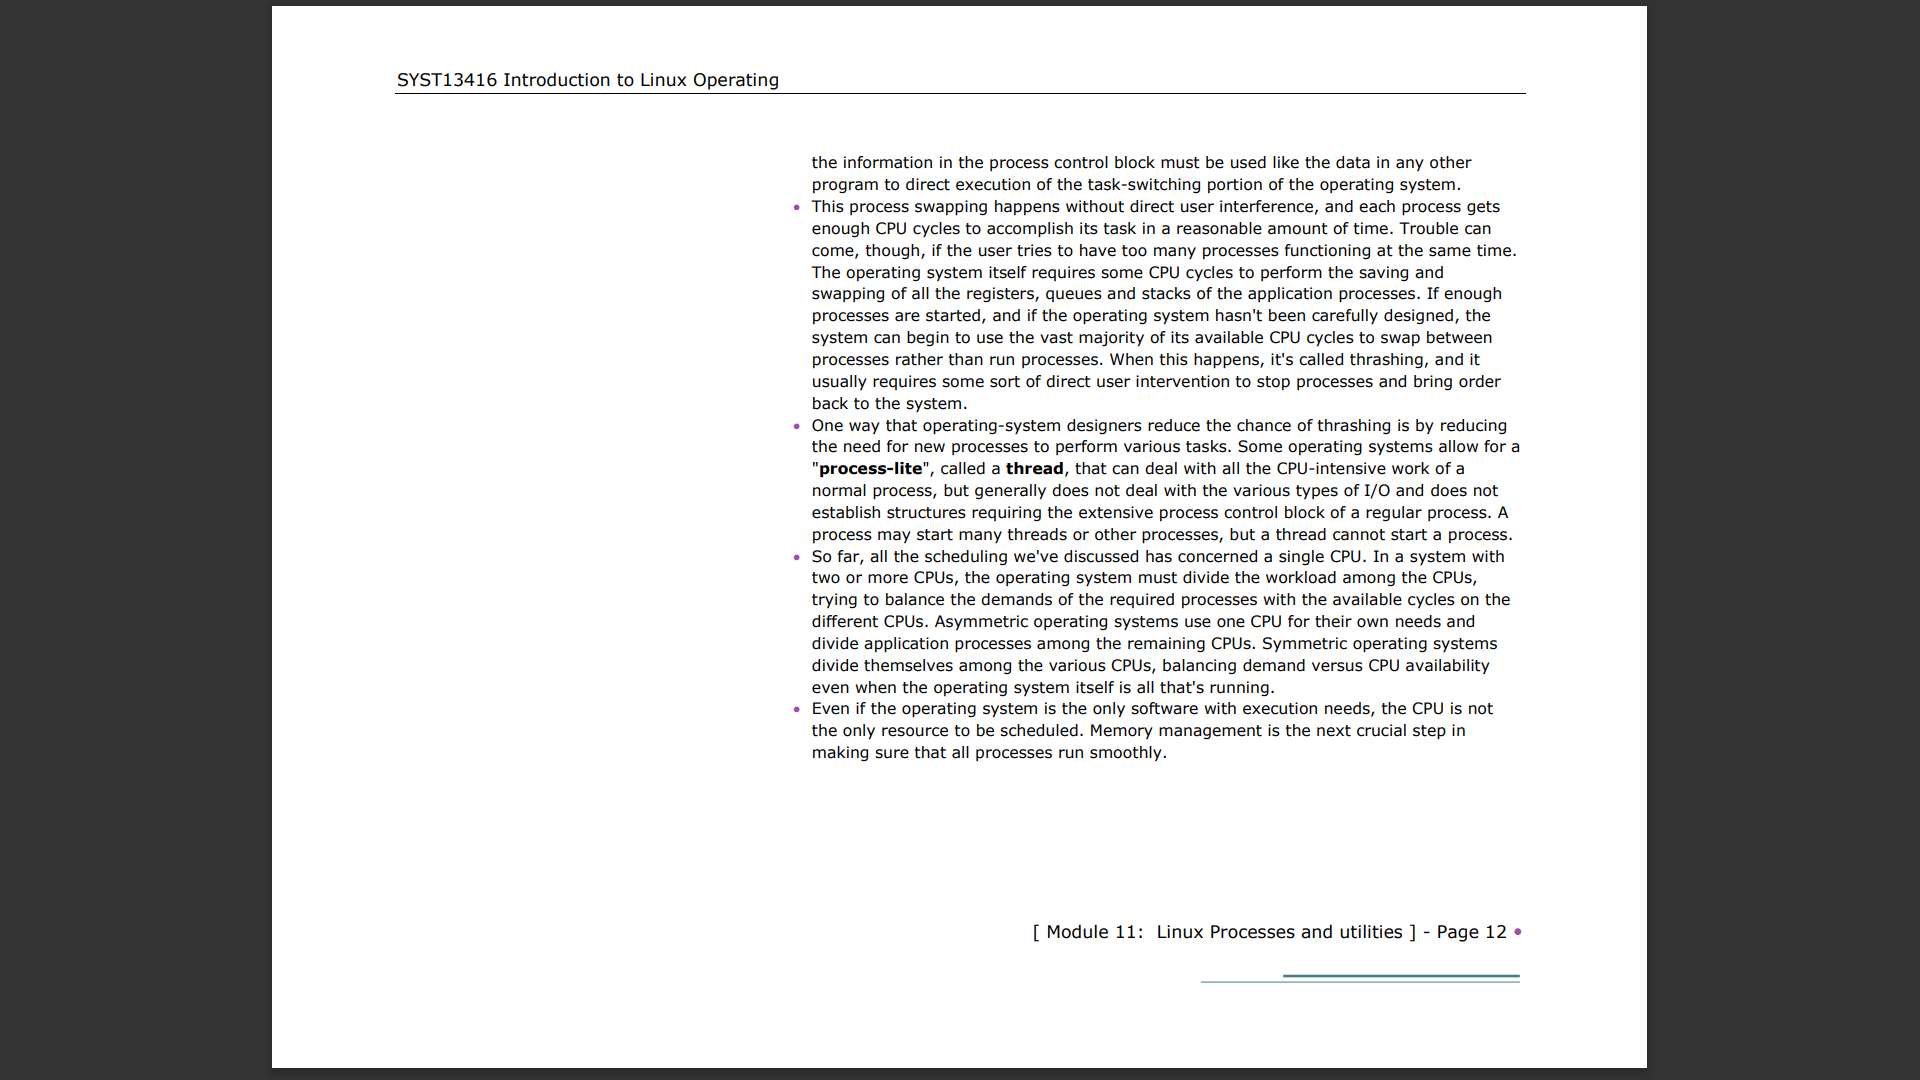 SYST13416 Introduction to Linux Operating
the information in the process control block must be used like the data in any other
program to direct execution of the task-switching portion of the operating system.
• This process swapping happens without direct user interference, and each process gets
enough CPU cycles to accomplish its task in a reasonable amount of time. Trouble can
come, though, if the user tries to have too many processes functioning at the same time.
The operating system itself requires some CPU cycles to perform the saving and
swapping of all the registers, queues and stacks of the application processes. If enough
processes are started, and if the operating system hasn't been carefully designed, the
system can begin to use the vast majority of its available CPU cycles to swap between
processes rather than run processes. When this happens, it's called thrashing, and it
usually requires some sort of direct user intervention to stop processes and bring order
back to the system.
• One way that operating-system designers reduce the chance of thrashing is by reducing
the need for new processes to perform various tasks. Some operating systems allow for a
"process-lite", called a thread, that can deal with all the CPU-intensive work of a
normal process, but generally does not deal with the various types of I/O and does not
establish structures requiring the extensive process control block of a regular process. A
process may start many threads or other processes, but a thread cannot start a process.
• So far, all the scheduling we've discussed has concerned a single CPU. In a system with
two or more CPUs, the operating system must divide the workload among the CPUs,
trying to balance the demands of the required processes with the available cycles on the
different CPUs. Asymmetric operating systems use one CPU for their own needs and
divide application processes among the remaining CPUs. Symmetric operating systems
divide themselves among the various CPUs, balancing demand versus CPU availability
even when the operating system itself is all that's running.
• Even if the operating system is the only software with execution needs, the CPU is not
the only resource to be scheduled. Memory management is the next crucial step in
making sure that all processes run smoothly.
[ Module 11: Linux Processes and utilities ] - Page 12 •